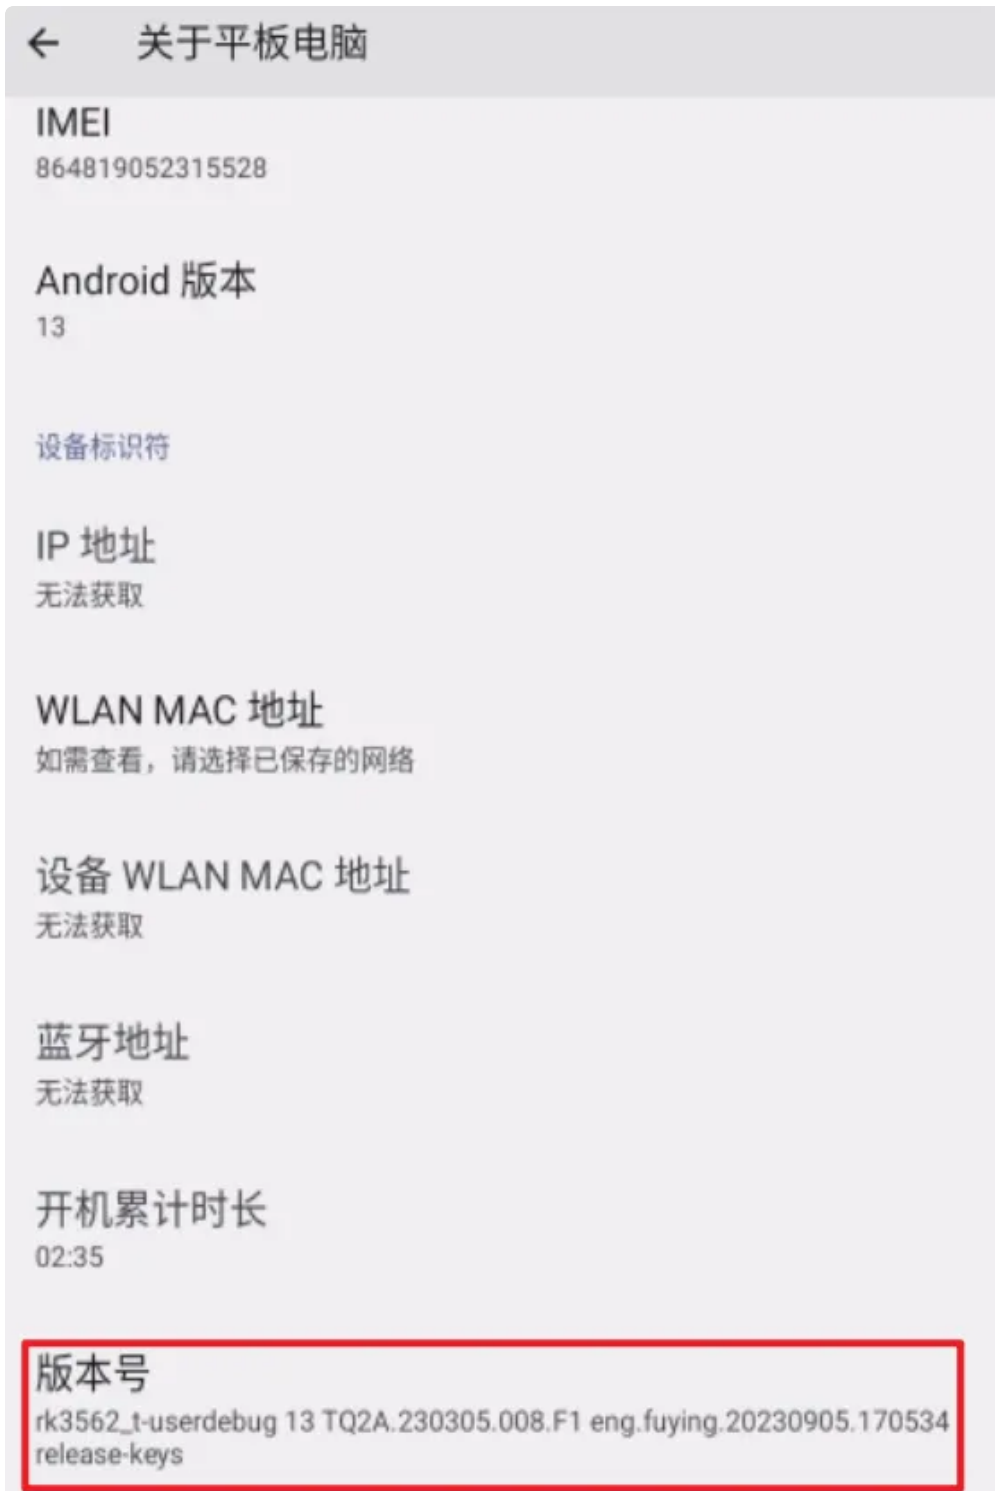 关于平板电脑
IMEI
864819052315528
Android 版本
13
设备标识符
IP 地址
无法获取
WLAN MAC 地址
如需查看，请选择已保存的网络
设备 WLAN MAC 地址
无法获取
蓝牙地址
无法获取
开机累计时长
02:35
版本号
rk3562_t-userdebug 13 TQ2A.230305.008.F1 eng.fuying.20230905.170534
release-keys